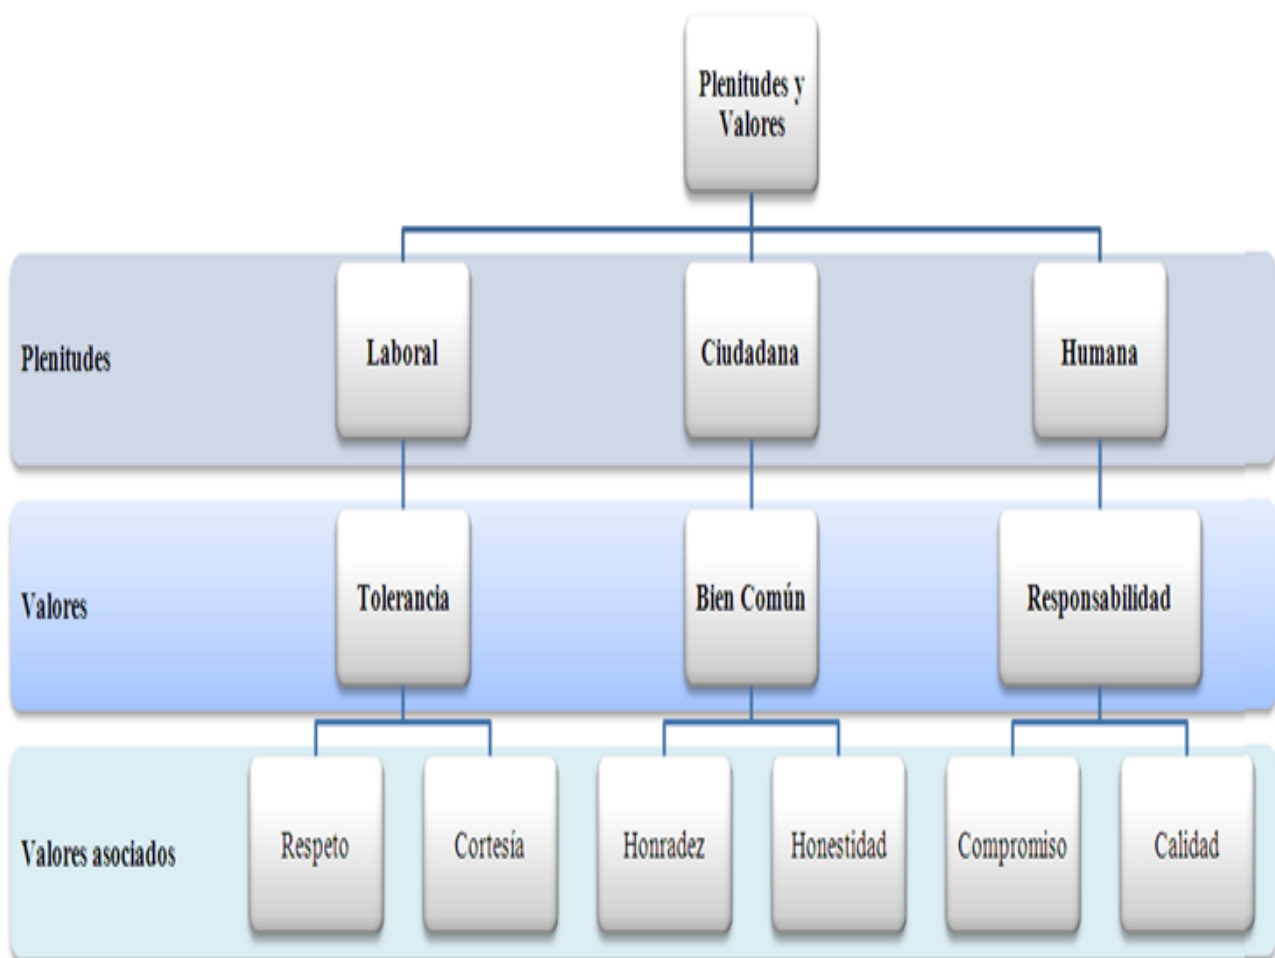 Plenitudes y
Valores
Plenitudes
Laboral
Ciudadana
Humana
Valores
Tolerancia
Bien Común
Responsabilidad
Valores asociados
Respeto
Cortesía
Honradez
Honestidad
Compromiso
Calidad